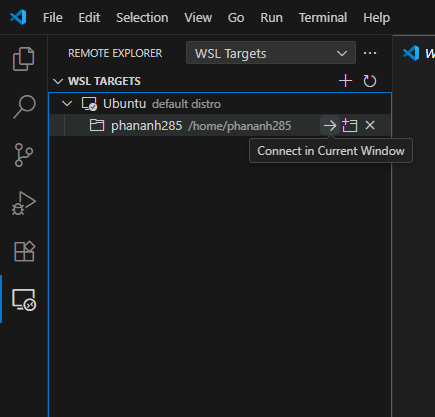 File Edit Selection View Go Run Terminal Help
REMOTE EXPLORER WSL Targets
WSL TARGETS
Ubuntu default distro
phananh285 /home/phananh285
Connect in Current Window